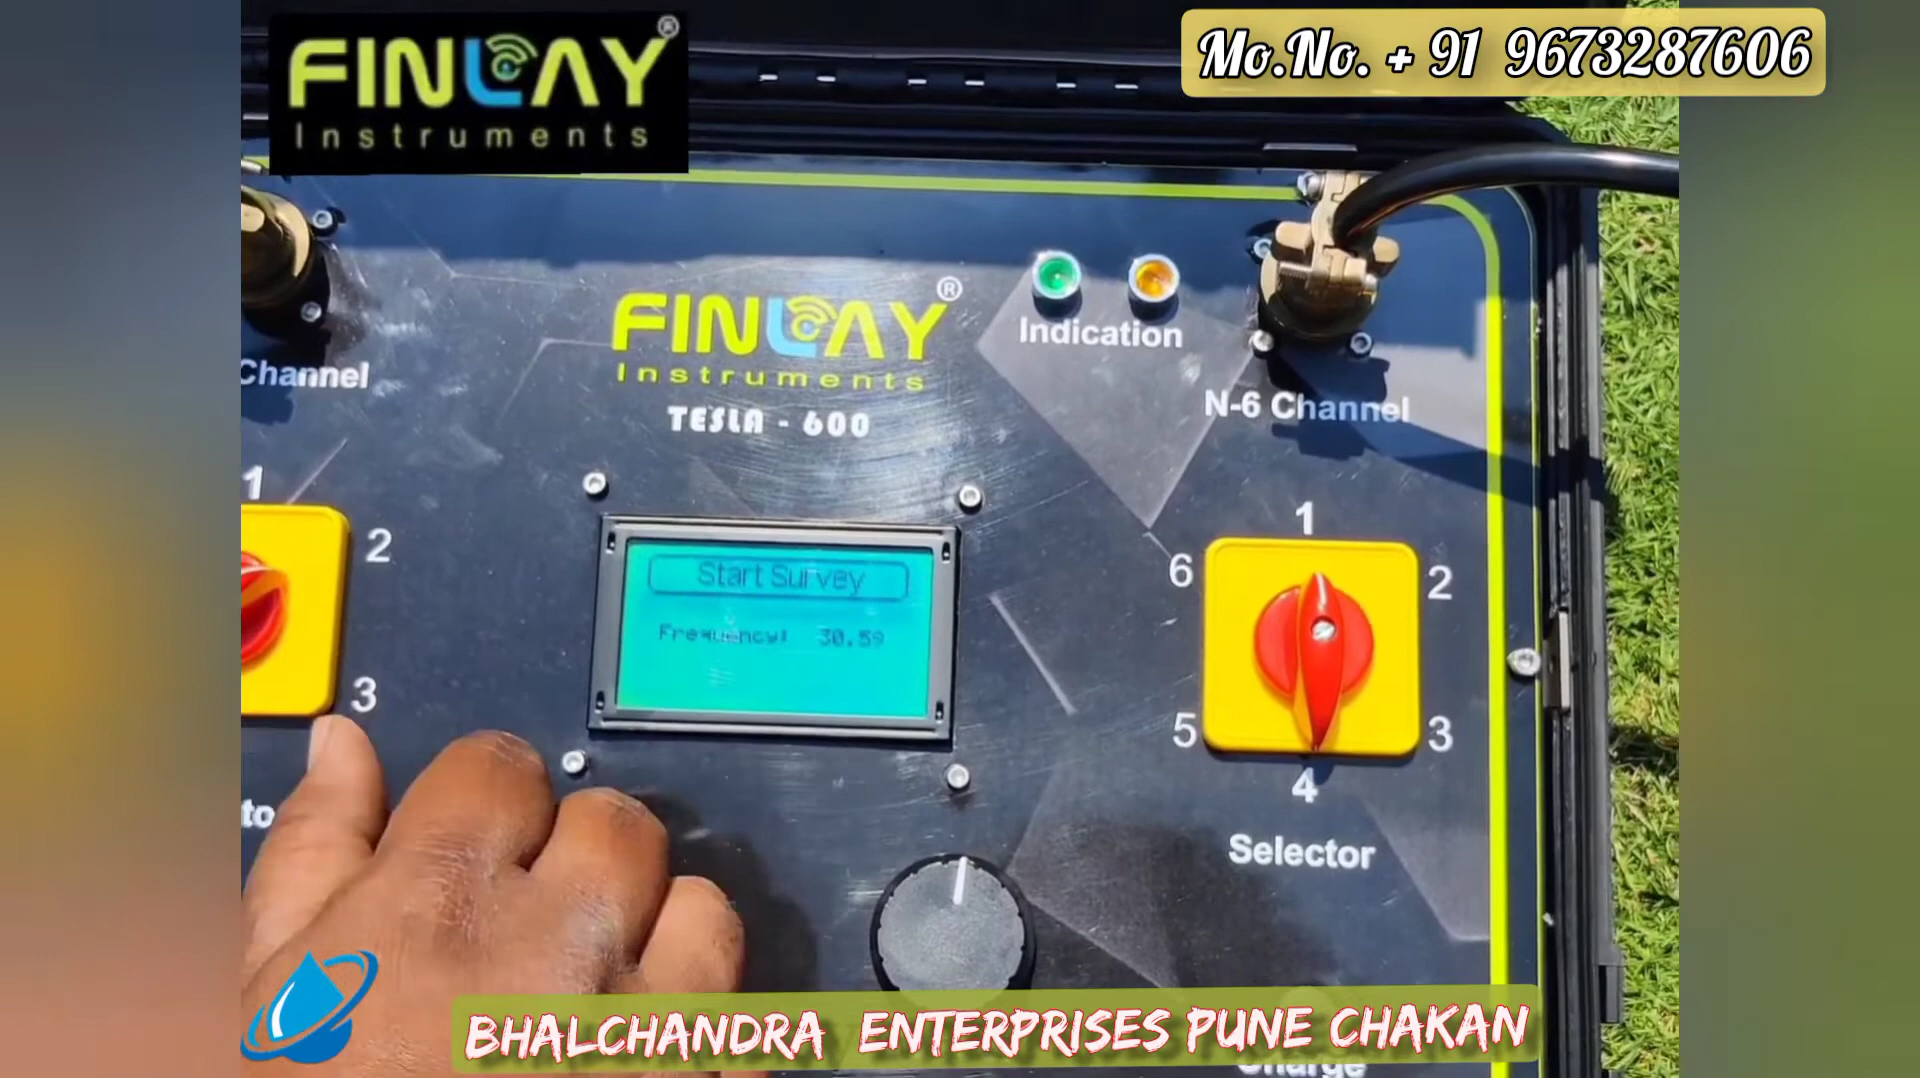 FINLAY®
Instruments
Mo.No. + 91 9673287606
FINLAY®
Instruments
TESLA - 600
Indication
Channel
N-6 Channel
Start Survey
Frequency: 30.59
1
2
3
1
2
3
4
5
6
Selector
BHALCHANDRA ENTERPRISES PUNE CHAKAN
Charge